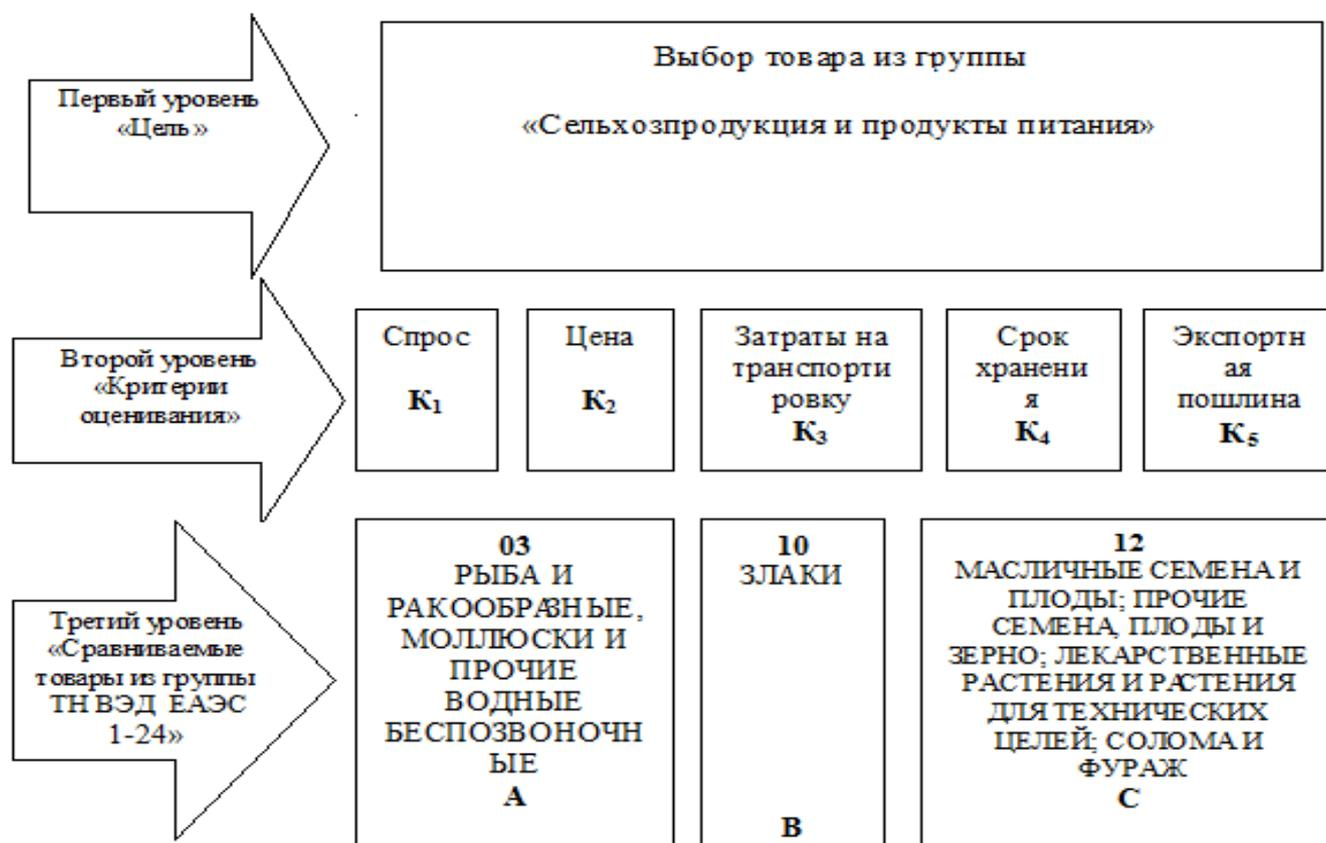 Первый уровень
«Цель»
Выбор товара из группы
«Сельхозпродукция и продукты питания»
Второй уровень
«Критерии
оценивания»
Спрос
К₁
Цена
К₂
Затраты на
транспорти
ровку
К₃
Срок
хранени
я
К₄
Экспортн
ая
пошлина
К₅
Третий уровень
«Сравниваемые
товары из группы
ТН ВЭД ЕАЭС
1-24»
03
РЫБА И
РАКООБРАЗНЫЕ,
МОЛЛЮСКИ И
ПРОЧИЕ
ВОДНЫЕ
БЕСПОЗВОНОЧН
ЫЕ
А
10
ЗЛАКИ
В
12
МАСЛИЧНЫЕ СЕМЕНА И
ПЛОДЫ; ПРОЧИЕ
СЕМЕНА, ПЛОДЫ И
ЗЕРНО; ЛЕКАРСТВЕННЫЕ
РАСТЕНИЯ И РАСТЕНИЯ
ДЛЯ ТЕХНИЧЕСКИХ
ЦЕЛЕЙ; СОЛОМА И
ФУРАЖ
С